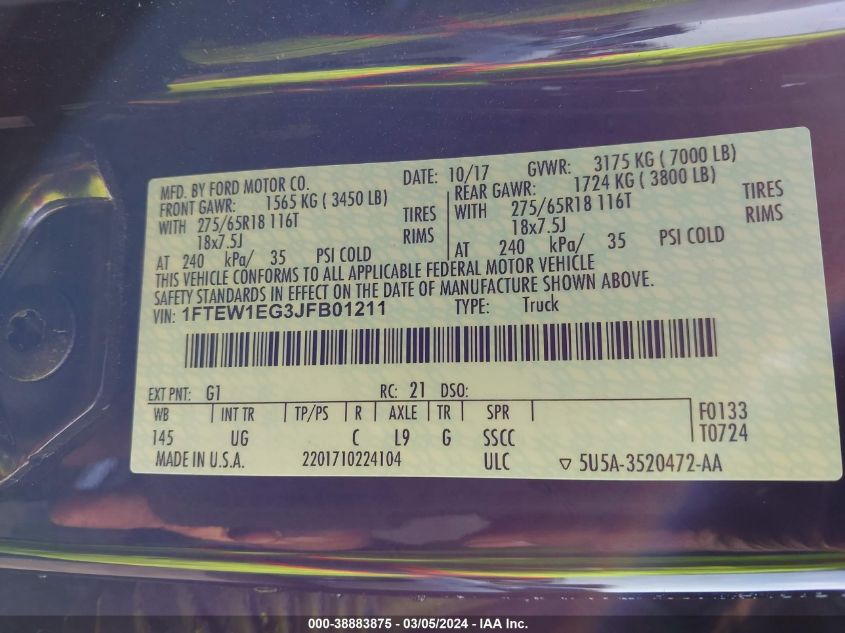 MFD. BY FORD MOTOR CO. DATE: 10/17 GVWR: 3175 KG ( 7000 LB)
FRONT GAWR: 1565 KG ( 3450 LB) REAR GAWR: 1724 KG ( 3800 LB)
WITH 275/65R18 116T TIRES WITH 275/65R18 116T TIRES
18x7.5J RIMS 18x7.5J RIMS
AT 240 kPa/ 35 PSI COLD AT 240 kPa/ 35 PSI COLD
THIS VEHICLE CONFORMS TO ALL APPLICABLE FEDERAL MOTOR VEHICLE
SAFETY STANDARDS IN EFFECT ON THE DATE OF MANUFACTURE SHOWN ABOVE.
VIN: 1FTEW1EG3JFB01211 TYPE: Truck
EXT PNT: G1 RC: 21 DSO:
WB INT TR TP/PS R AXLE TR SPR F0133
145 UG C L9 G SSCC T0724
MADE IN U.S.A. 2201710224104 ULC ▽ 5U5A-3520472-AA
000-38883875 - 03/05/2024 - IAA Inc.